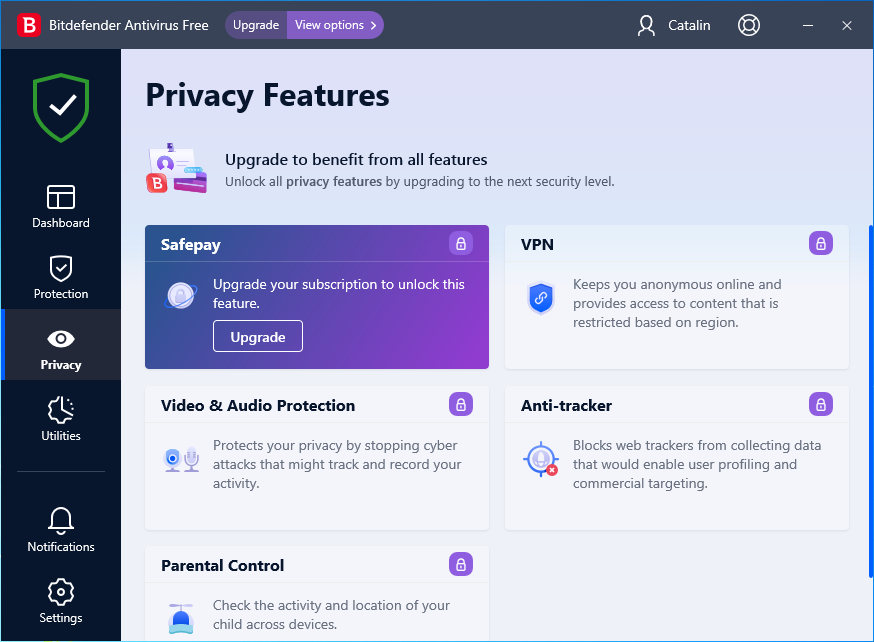 B Bitdefender Antivirus Free Upgrade View options Catalin
Privacy Features
Upgrade to benefit from all features
Unlock all privacy features by upgrading to the next security level.
B
Dashboard
Protection
Privacy
Utilities
Notifications
Settings
Safepay
Upgrade your subscription to unlock this
feature.
Upgrade
VPN
Keeps you anonymous online and
provides access to content that is
restricted based on region.
Video & Audio Protection
Protects your privacy by stopping cyber
attacks that might track and record your
activity.
Anti-tracker
Blocks web trackers from collecting data
that would enable user profiling and
commercial targeting.
Parental Control
Check the activity and location of your
child across devices.